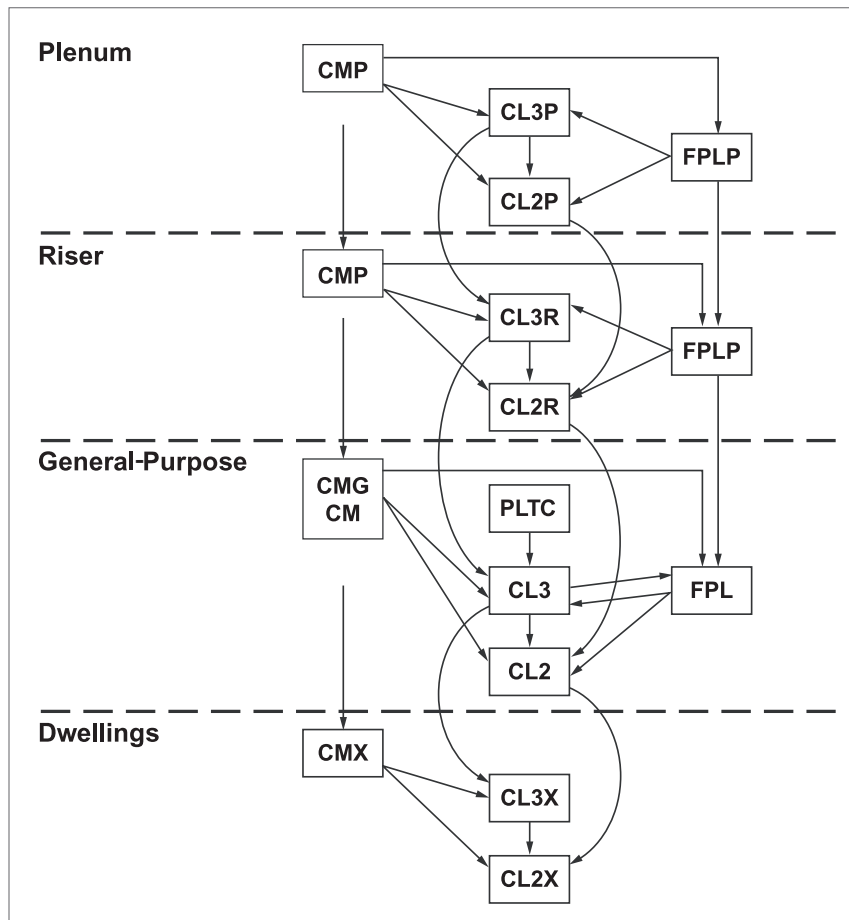 Plenum
CMP
CL3P
FPLP
CL2P
Riser
CMP
CL3R
FPLP
CL2R
General-Purpose
CMG
CM
PLTC
CL3
FPL
CL2
Dwellings
CMX
CL3X
CL2X